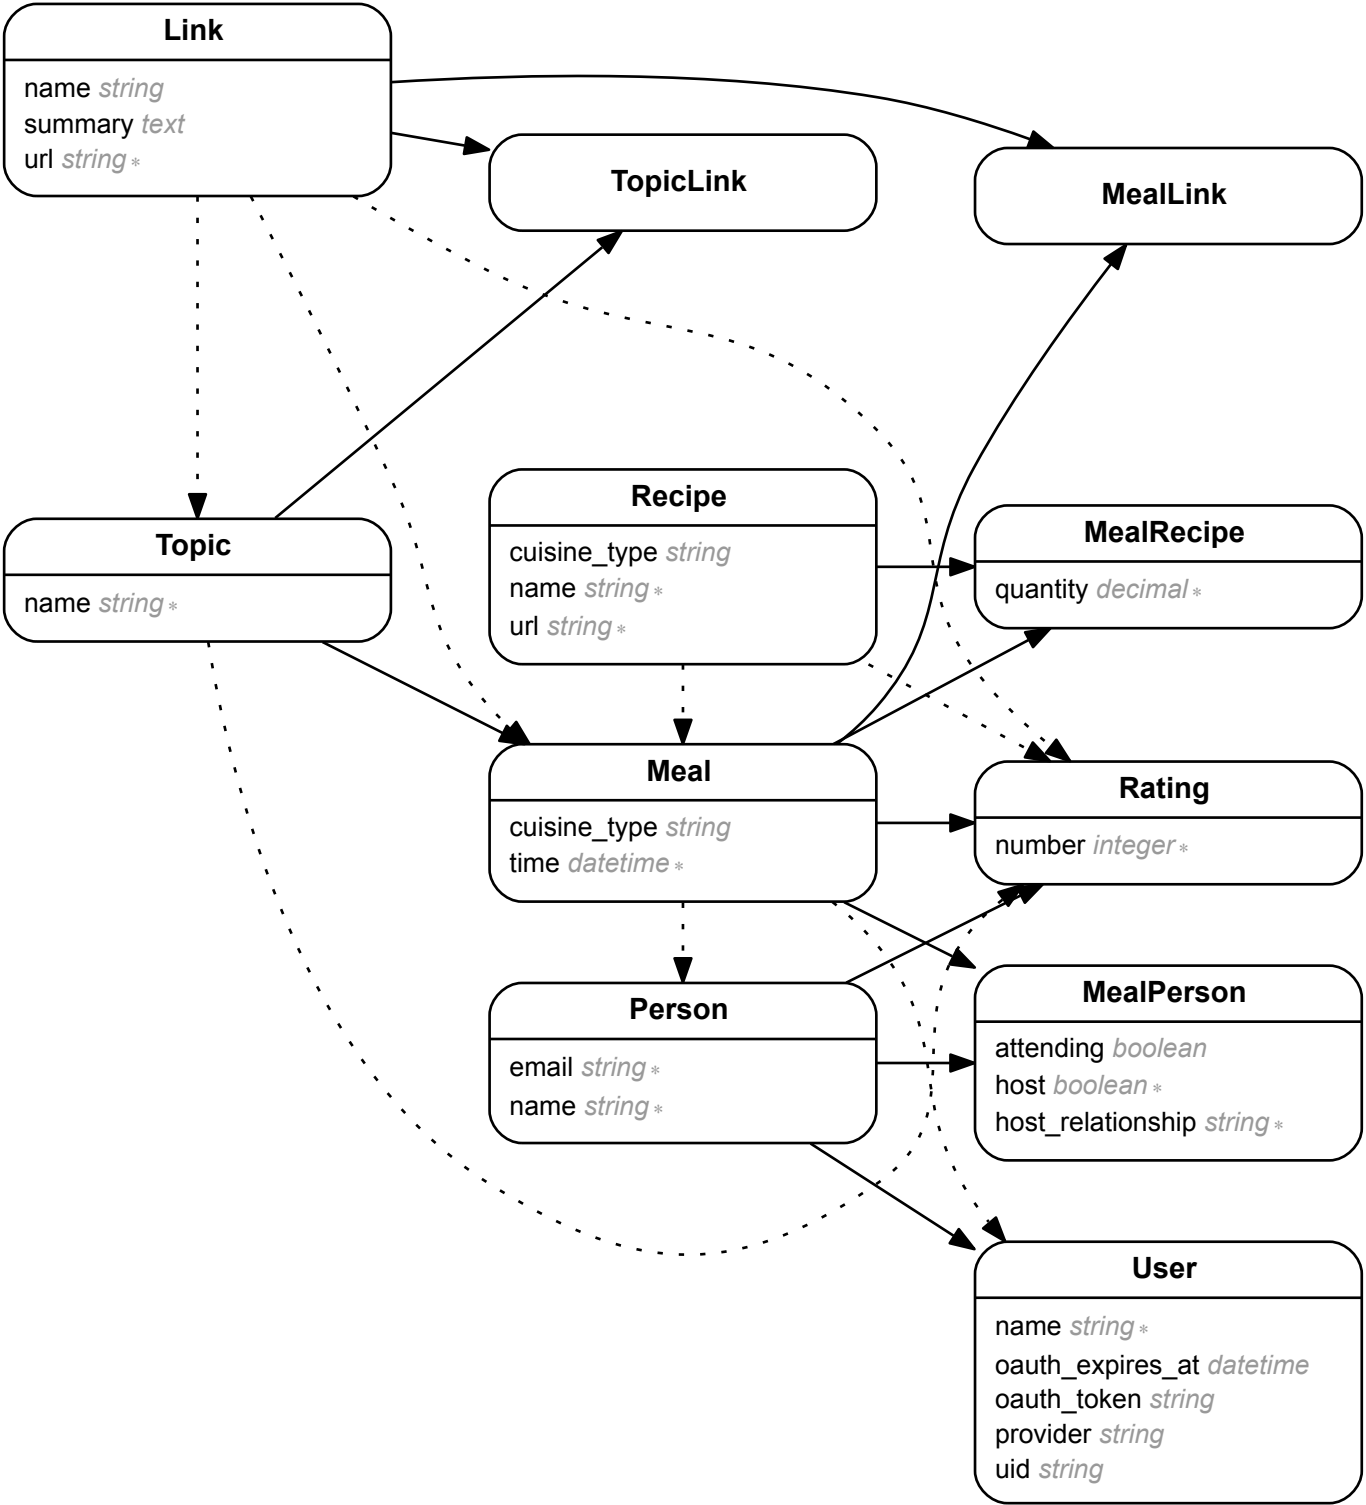 Link
name string *
summary text
url string *
TopicLink
MealLink
Topic
name string *
Recipe
cuisine_type string
name string *
url string *
MealRecipe
quantity decimal *
Meal
cuisine_type string
time datetime *
Rating
number integer *
Person
email string *
name string *
MealPerson
attending boolean
host boolean *
host_relationship string *
User
name string *
oauth_expires_at datetime
oauth_token string
provider string
uid string